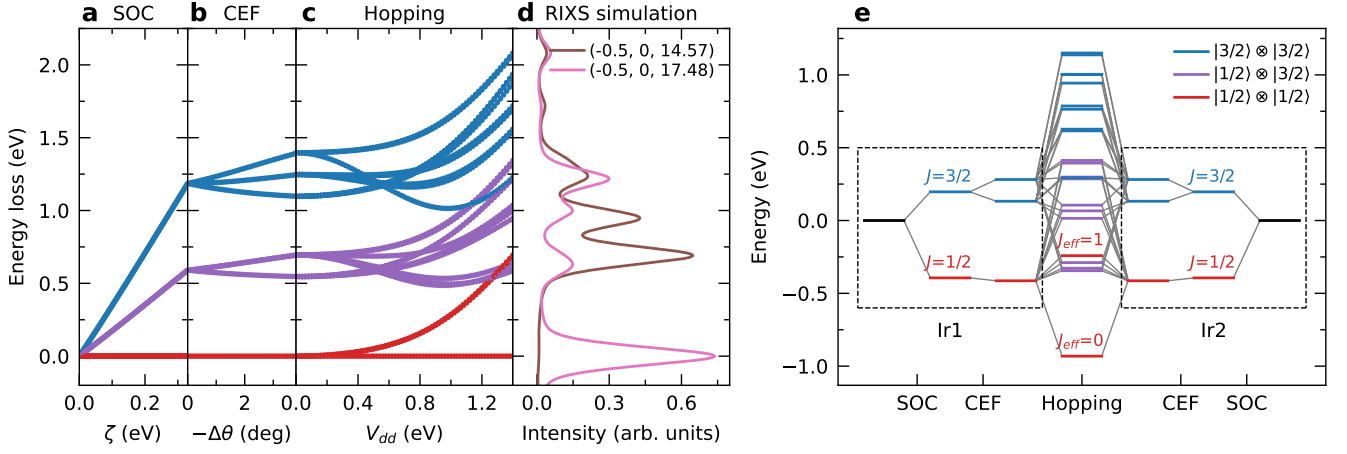 a SOC
b CEF
c Hopping
d RIXS simulation
e
2.0
1.5
1.0
0.5
0.0
Energy loss (eV)
0.0 0.2
ζ (eV)
0 2
−Δθ (deg)
0.0 0.4 0.8 1.2
V_dd (eV)
(-0.5, 0, 14.57)
(-0.5, 0, 17.48)
0.0 0.3 0.6
Intensity (arb. units)
1.0
0.5
0.0
−0.5
−1.0
Energy (eV)
|3/2⟩ ⊗ |3/2⟩
|1/2⟩ ⊗ |3/2⟩
|1/2⟩ ⊗ |1/2⟩
J=3/2
J=3/2
J_eff=1
J=1/2
J=1/2
Ir1
Ir2
J_eff=0
SOC CEF Hopping CEF SOC